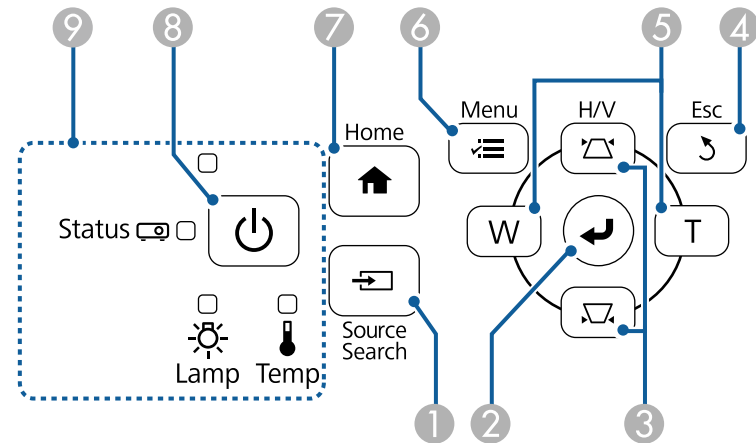 9 8 7 6 5 4
Menu H/V Esc
Home
Status
W T
Source
Search
Lamp Temp
1 2 3